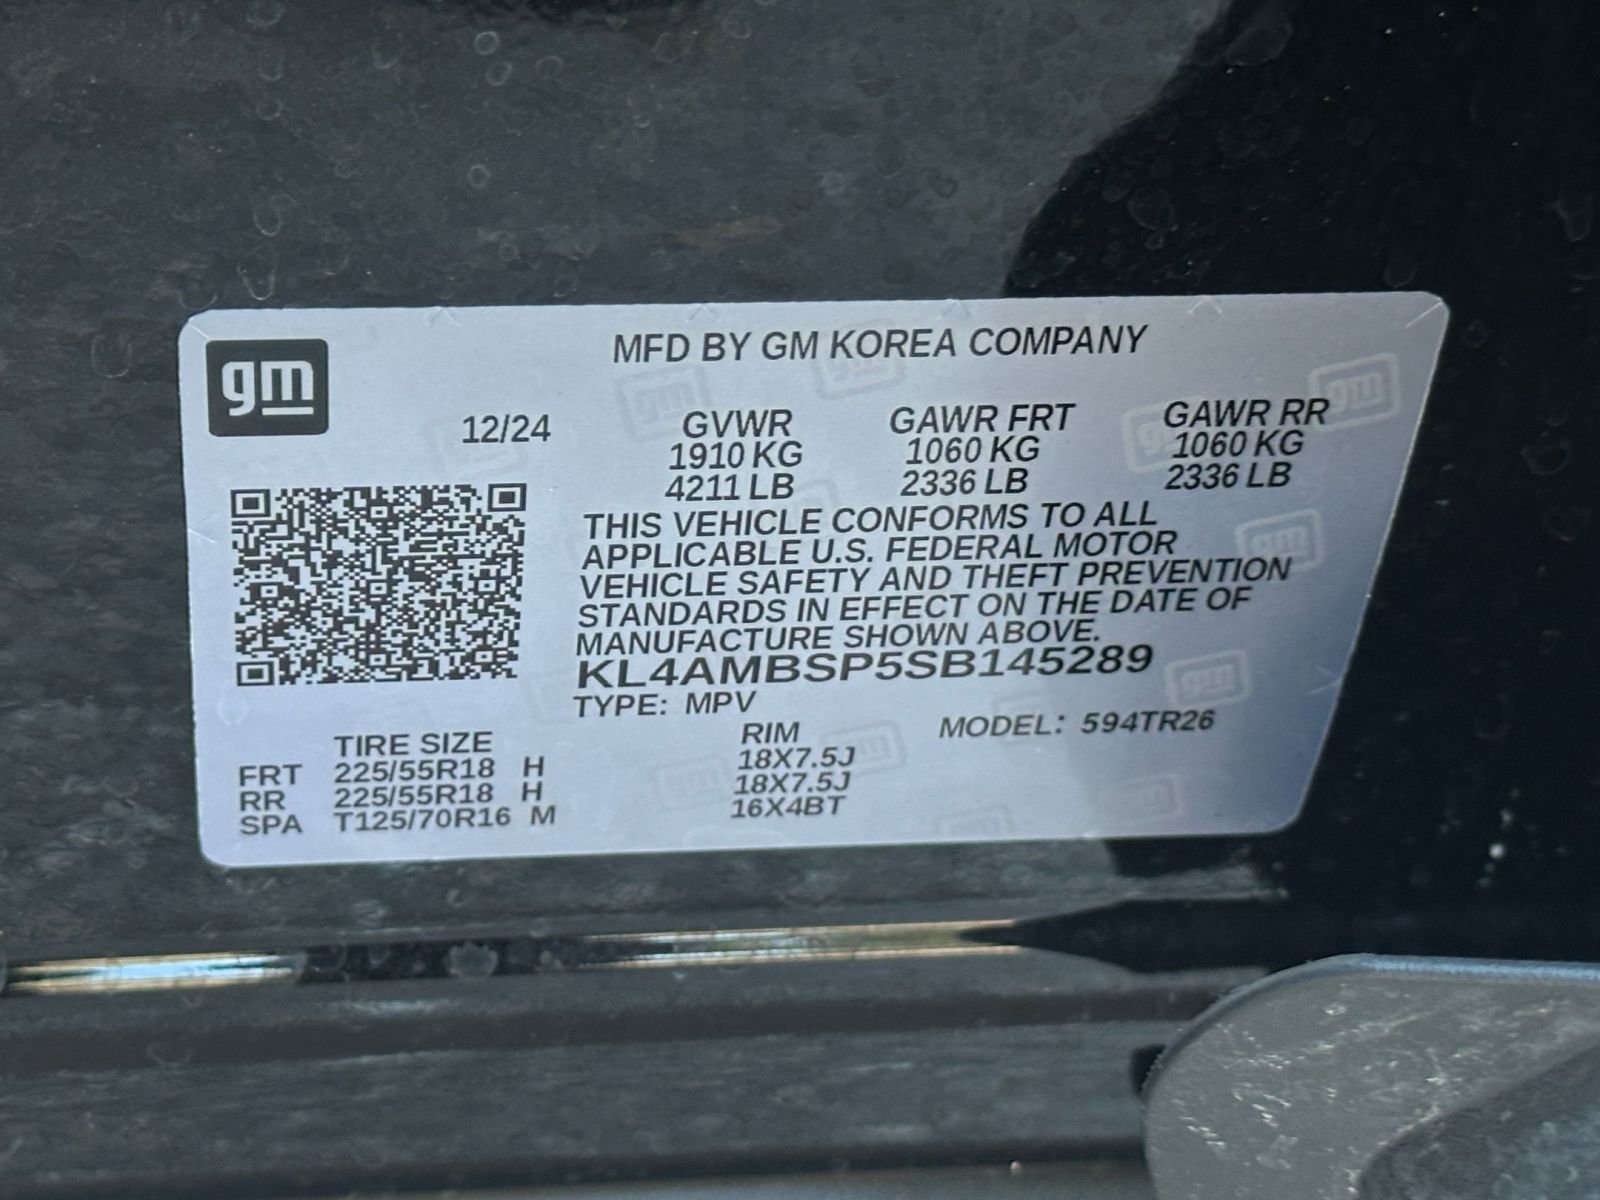 gm
MFD BY GM KOREA COMPANY
12/24 GVWR GAWR FRT GAWR RR
1910 KG 1060 KG 1060 KG
4211 LB 2336 LB 2336 LB
THIS VEHICLE CONFORMS TO ALL
APPLICABLE U.S. FEDERAL MOTOR
VEHICLE SAFETY AND THEFT PREVENTION
STANDARDS IN EFFECT ON THE DATE OF
MANUFACTURE SHOWN ABOVE.
KL4AMBSP5SB145289
TYPE: MPV MODEL: 594TR26
TIRE SIZE RIM
FRT 225/55R18 H 18X7.5J
RR 225/55R18 H 18X7.5J
SPA T125/70R16 M 16X4BT